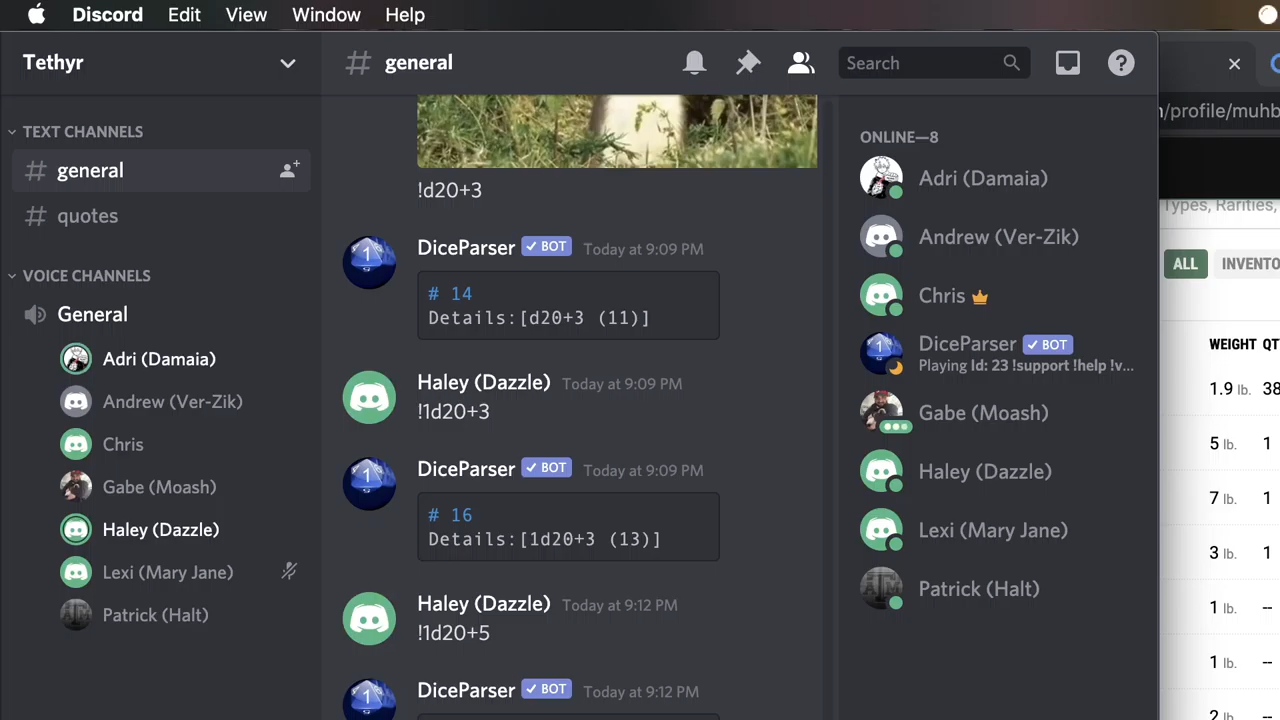 Discord Edit View Window Help
Tethyr
TEXT CHANNELS
# general
# quotes
VOICE CHANNELS
General
Adri (Damaia)
Andrew (Ver-Zik)
Chris
Gabe (Moash)
Haley (Dazzle)
Lexi (Mary Jane)
Patrick (Halt)
# general
Search
!d20+3
DiceParser ✓ BOT Today at 9:09 PM
# 14
Details:[d20+3 (11)]
Haley (Dazzle) Today at 9:09 PM
!1d20+3
DiceParser ✓ BOT Today at 9:09 PM
# 16
Details:[1d20+3 (13)]
Haley (Dazzle) Today at 9:12 PM
!1d20+5
DiceParser ✓ BOT Today at 9:12 PM
ONLINE—8
Adri (Damaia)
Andrew (Ver-Zik)
Chris
DiceParser ✓ BOT
Playing Id: 23 !support !help !v...
Gabe (Moash)
Haley (Dazzle)
Lexi (Mary Jane)
Patrick (Halt)
/profile/muhb
Types, Rarities,
ALL INVENTO
WEIGHT QT
1.9 lb. 38
5 lb. 1
7 lb. 1
3 lb. 1
1 lb. --
1 lb. --
2 lb. --